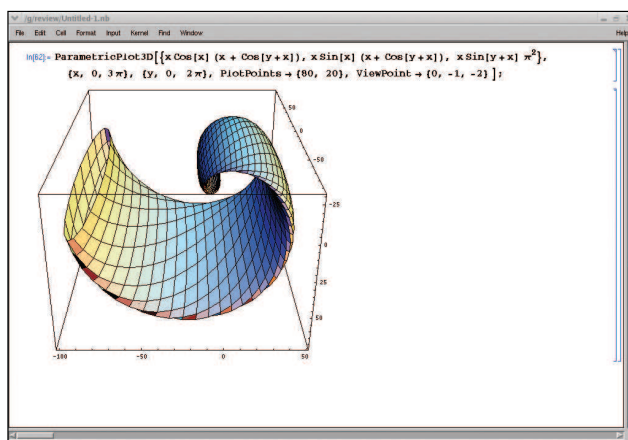 /g/review/Untitled-1.nb
File Edit Cell Format Input Kernel Find Window Help
In[62]:= ParametricPlot3D[{x Cos[x] (x + Cos[y+x]), x Sin[x] (x + Cos[y+x]), x Sin[y+x] π²},
{x, 0, 3 π}, {y, 0, 2 π}, PlotPoints → {80, 20}, ViewPoint → {0, -1, -2} ];
50
0
-50
-25
0
25
50
-100 -50 0 50